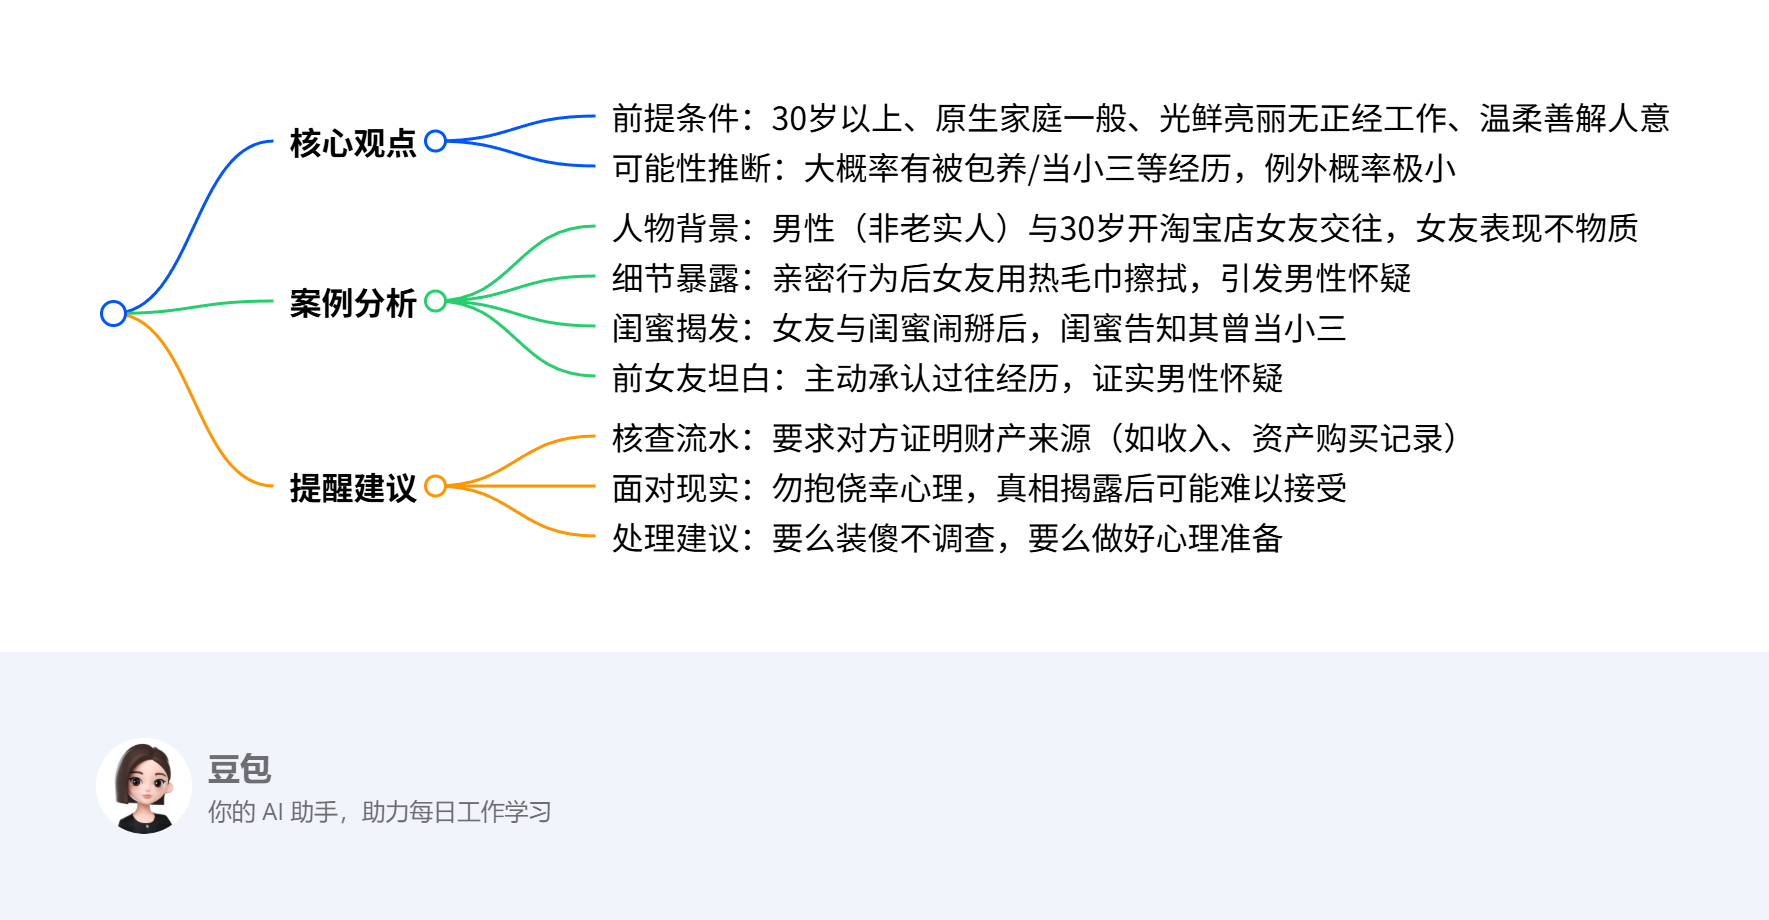 核心观点
前提条件：30岁以上、原生家庭一般、光鲜亮丽无正经工作、温柔善解人意
可能性推断：大概率有被包养/当小三等经历，例外概率极小
案例分析
人物背景：男性（非老实人）与30岁开淘宝店女友交往，女友表现不物质
细节暴露：亲密行为后女友用热毛巾擦拭，引发男性怀疑
闺蜜揭发：女友与闺蜜闹掰后，闺蜜告知其曾当小三
前女友坦白：主动承认过往经历，证实男性怀疑
提醒建议
核查流水：要求对方证明财产来源（如收入、资产购买记录）
面对现实：勿抱侥幸心理，真相揭露后可能难以接受
处理建议：要么装傻不调查，要么做好心理准备
豆包
你的 AI 助手，助力每日工作学习